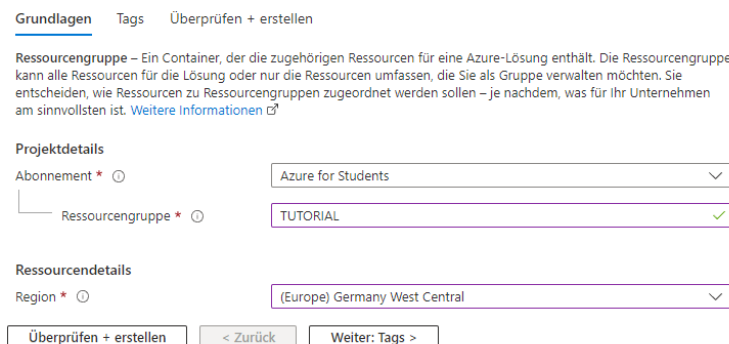 Grundlagen Tags Überprüfen + erstellen
Ressourcengruppe – Ein Container, der die zugehörigen Ressourcen für eine Azure-Lösung enthält. Die Ressourcengruppe
kann alle Ressourcen für die Lösung oder nur die Ressourcen umfassen, die Sie als Gruppe verwalten möchten. Sie
entscheiden, wie Ressourcen zu Ressourcengruppen zugeordnet werden sollen – je nachdem, was für Ihr Unternehmen
am sinnvollsten ist. Weitere Informationen
Projektdetails
Abonnement * Azure for Students
Ressourcengruppe * TUTORIAL
Ressourcendetails
Region * (Europe) Germany West Central
Überprüfen + erstellen < Zurück Weiter: Tags >